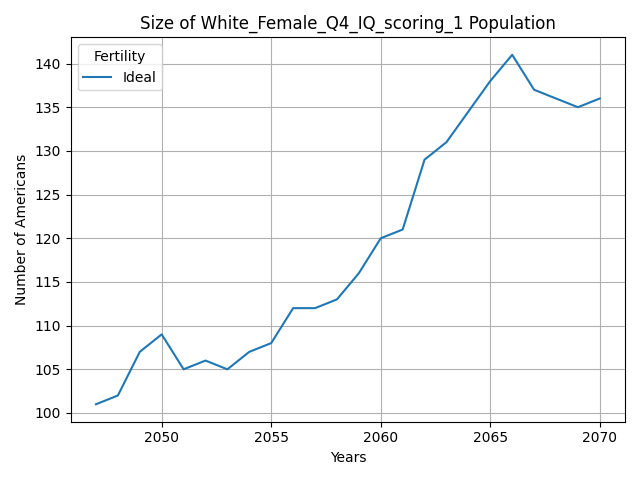 Size of White_Female_Q4_IQ_scoring_1 Population
Fertility
Ideal
Number of Americans
140
135
130
125
120
115
110
105
100
2050 2055 2060 2065 2070
Years